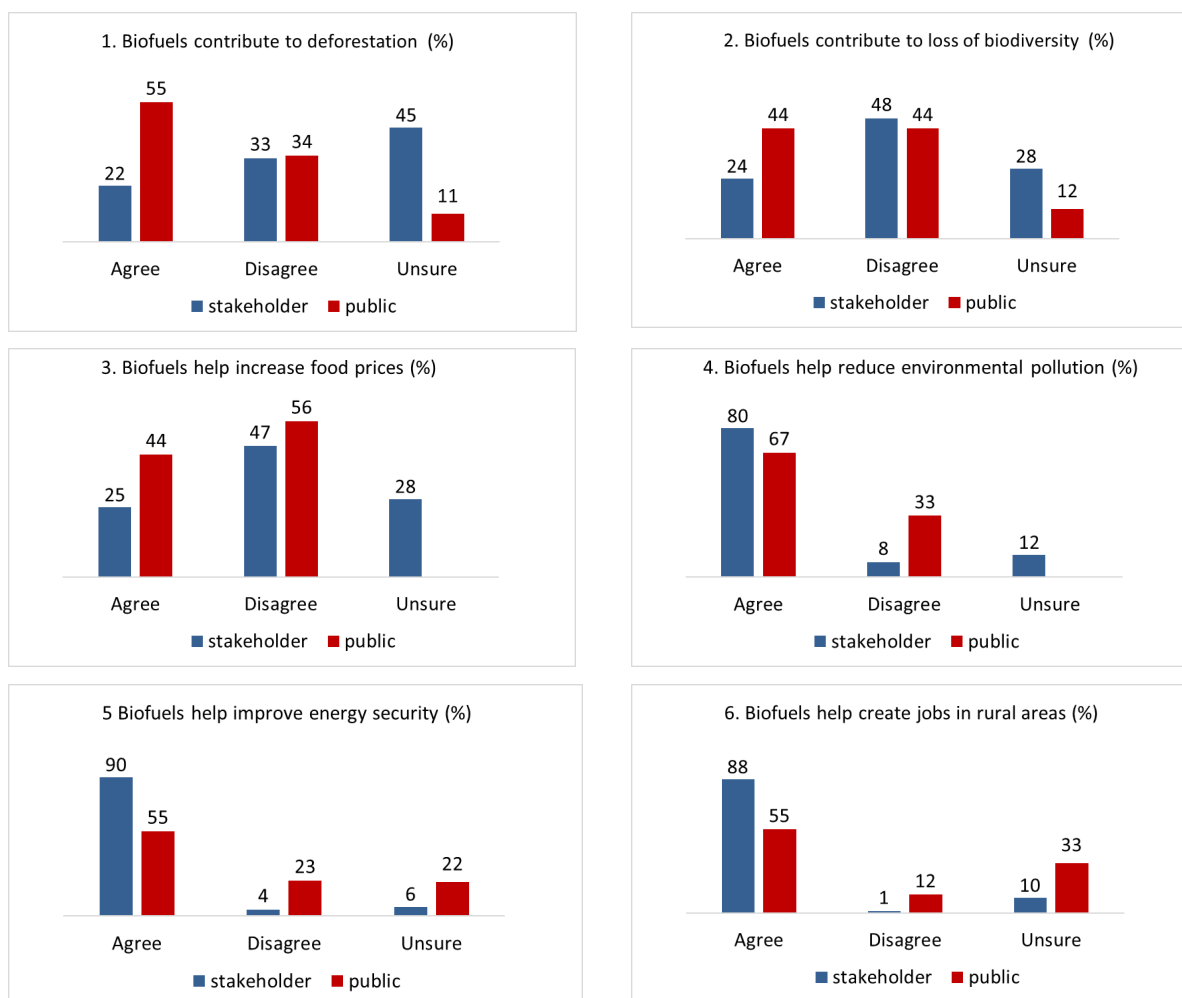 1. Biofuels contribute to deforestation (%)
55
45
33 34
22
11
Agree Disagree Unsure
stakeholder public
2. Biofuels contribute to loss of biodiversity (%)
48
44 44
28
24
12
Agree Disagree Unsure
stakeholder public
3. Biofuels help increase food prices (%)
56
47
44
28
25
Agree Disagree Unsure
stakeholder public
4. Biofuels help reduce environmental pollution (%)
80
67
33
8 12
Agree Disagree Unsure
stakeholder public
5 Biofuels help improve energy security (%)
90
55
23 22
4 6
Agree Disagree Unsure
stakeholder public
6. Biofuels help create jobs in rural areas (%)
88
55
33
12 10
1
Agree Disagree Unsure
stakeholder public